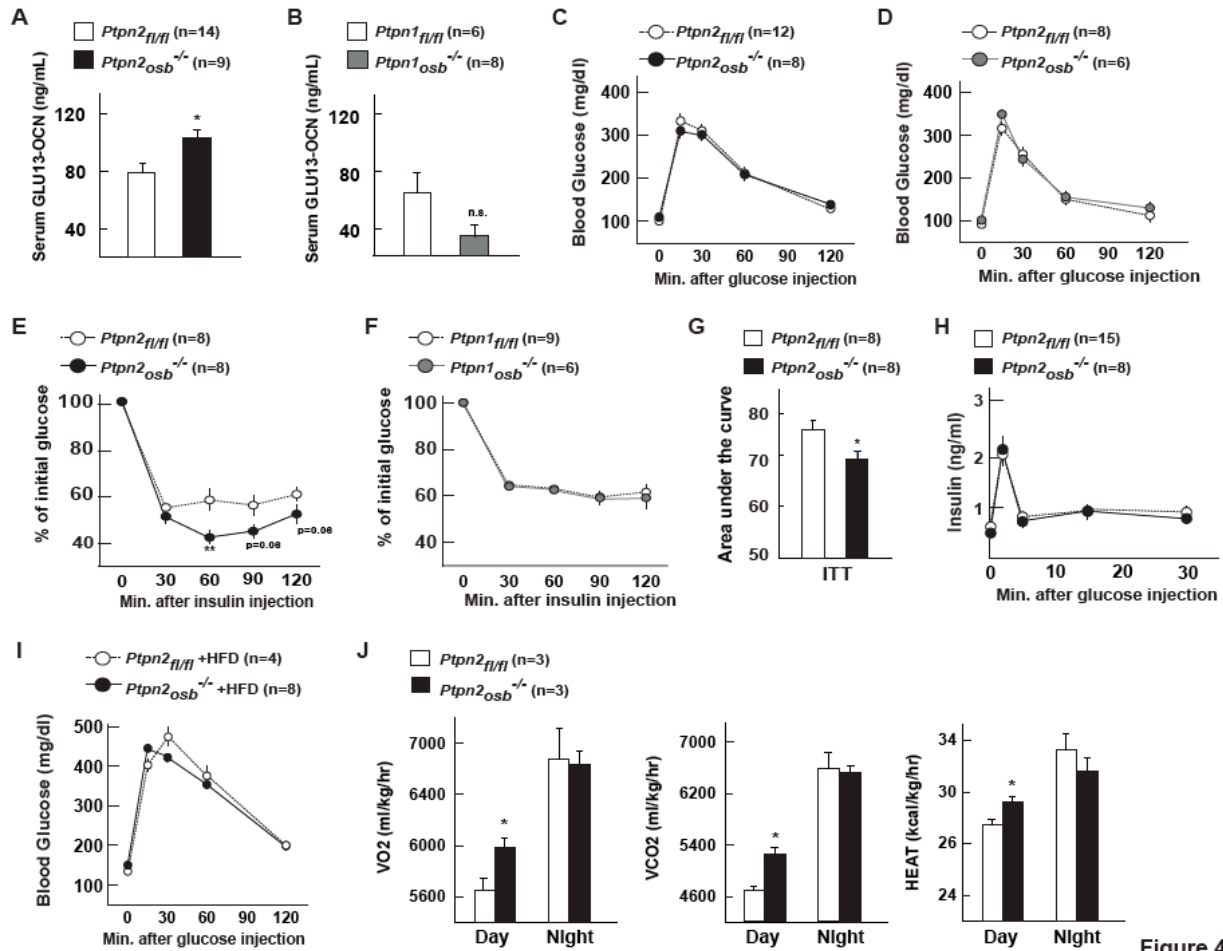 A
Ptpn2fl/fl (n=14)
Ptpn2osb-/- (n=9)
Serum GLU13-OCN (ng/mL)
120
80
40
*
B
Ptpn1fl/fl (n=6)
Ptpn1osb-/- (n=8)
Serum GLU13-OCN (ng/mL)
120
80
40
n.s.
C
Ptpn2fl/fl (n=12)
Ptpn2osb-/- (n=8)
Blood Glucose (mg/dl)
400
300
200
100
0 30 60 90 120
Min. after glucose injection
D
Ptpn2fl/fl (n=8)
Ptpn2osb-/- (n=6)
Blood Glucose (mg/dl)
400
300
200
100
0 30 60 90 120
Min. after glucose injection
E
Ptpn2fl/fl (n=8)
Ptpn2osb-/- (n=8)
% of initial glucose
100
80
60
40
**
p=0.06
p=0.06
0 30 60 90 120
Min. after insulin injection
F
Ptpn1fl/fl (n=9)
Ptpn1osb-/- (n=6)
% of initial glucose
100
80
60
40
0 30 60 90 120
Min. after insulin injection
G
Ptpn2fl/fl (n=8)
Ptpn2osb-/- (n=8)
Area under the curve
80
70
60
50
*
ITT
H
Ptpn2fl/fl (n=15)
Ptpn2osb-/- (n=8)
Insulin (ng/ml)
3
2
1
0 10 20 30
Min. after glucose injection
I
Ptpn2fl/fl +HFD (n=4)
Ptpn2osb-/- +HFD (n=8)
Blood Glucose (mg/dl)
500
400
300
200
100
0 30 60 90 120
Min. after glucose injection
J
Ptpn2fl/fl (n=3)
Ptpn2osb-/- (n=3)
VO2 (ml/kg/hr)
7000
6400
6000
5600
*
Day Night
VCO2 (ml/kg/hr)
7000
6200
5400
4600
*
Day Night
HEAT (kcal/kg/hr)
34
30
26
22
*
Day Night
Figure 4